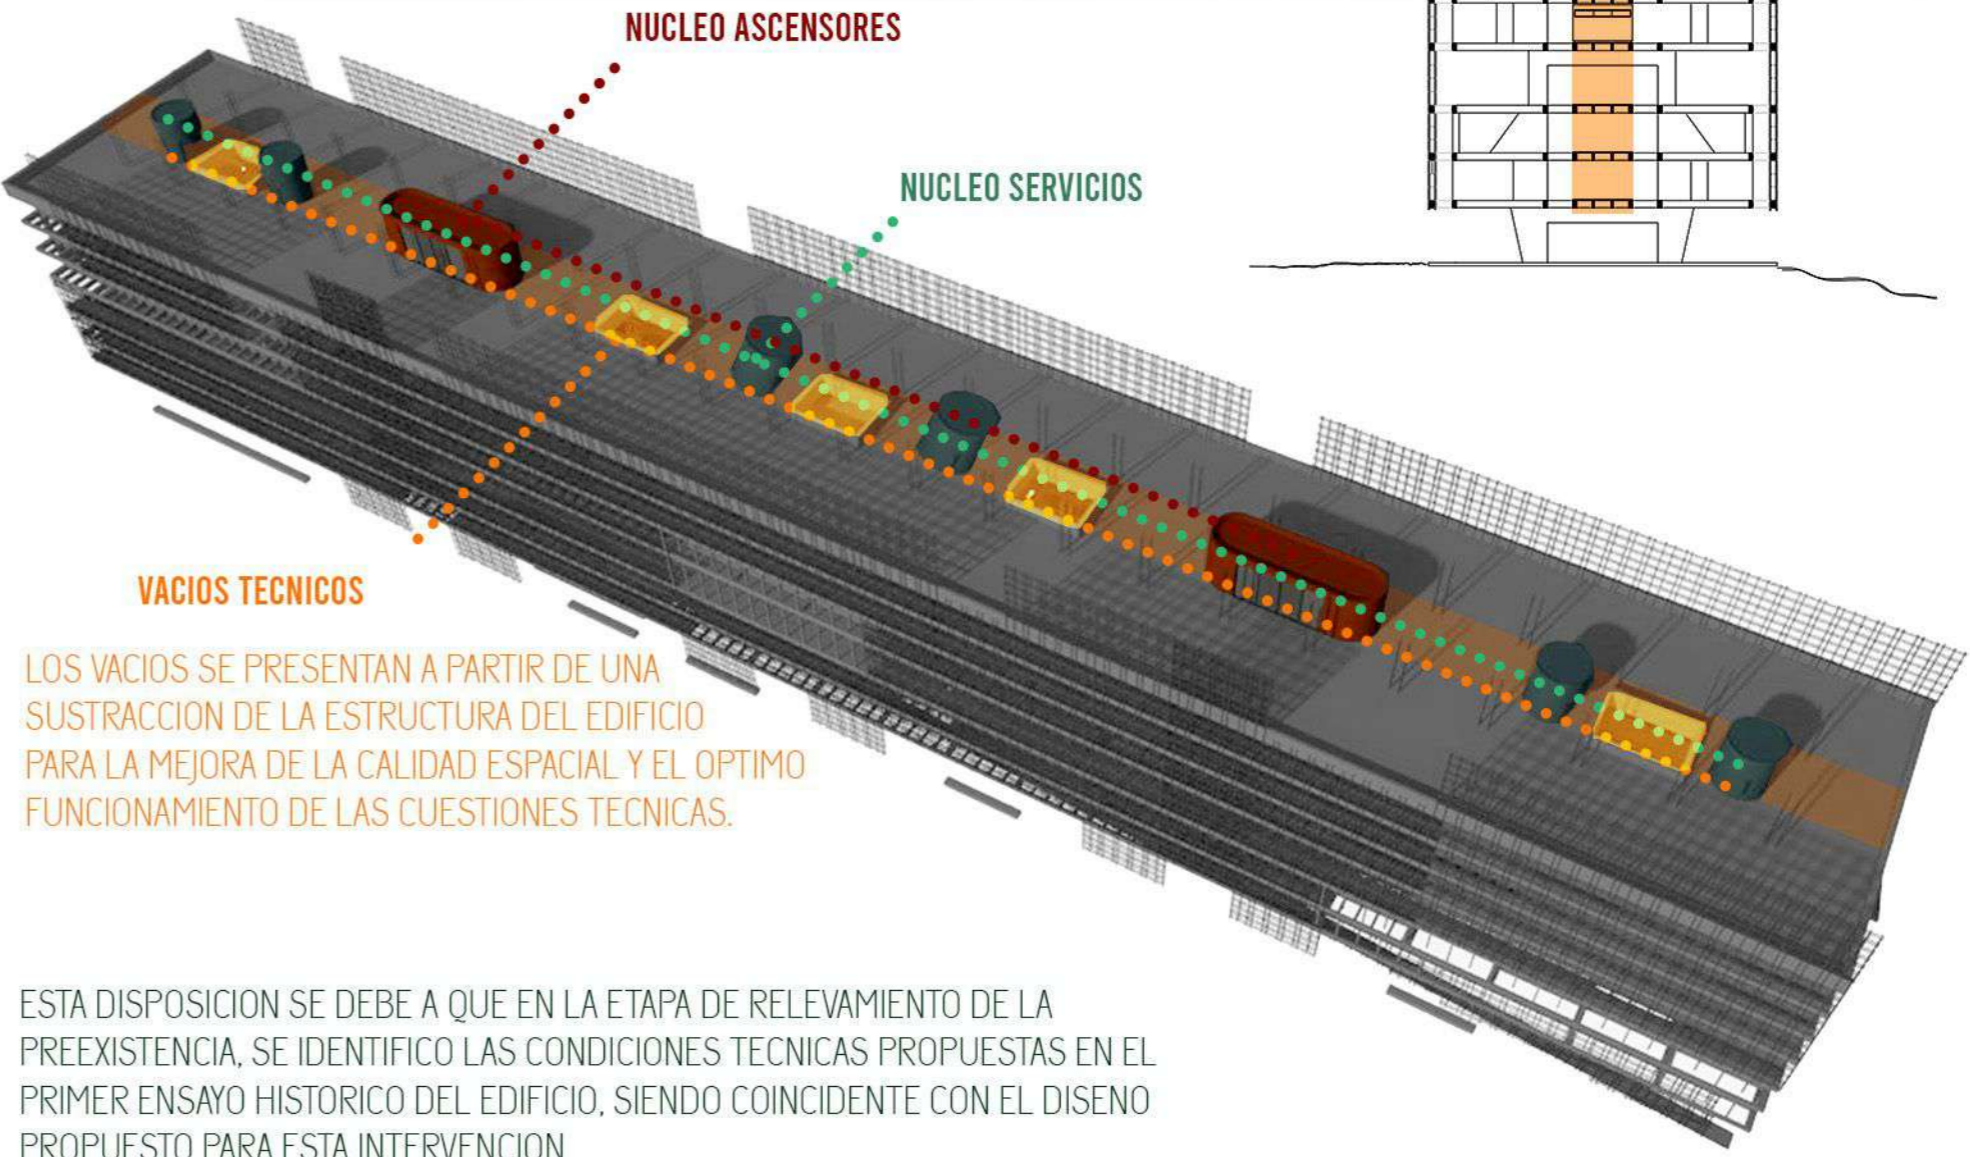 NUCLEO ASCENSORES
NUCLEO SERVICIOS
VACIOS TECNICOS
LOS VACIOS SE PRESENTAN A PARTIR DE UNA
SUSTRACCION DE LA ESTRUCTURA DEL EDIFICIO
PARA LA MEJORA DE LA CALIDAD ESPACIAL Y EL OPTIMO
FUNCIONAMIENTO DE LAS CUESTIONES TECNICAS.
ESTA DISPOSICION SE DEBE A QUE EN LA ETAPA DE RELEVAMIENTO DE LA
PREEXISTENCIA, SE IDENTIFICO LAS CONDICIONES TECNICAS PROPUESTAS EN EL
PRIMER ENSAYO HISTORICO DEL EDIFICIO, SIENDO COINCIDENTE CON EL DISENO
PROPUESTO PARA ESTA INTERVENCION